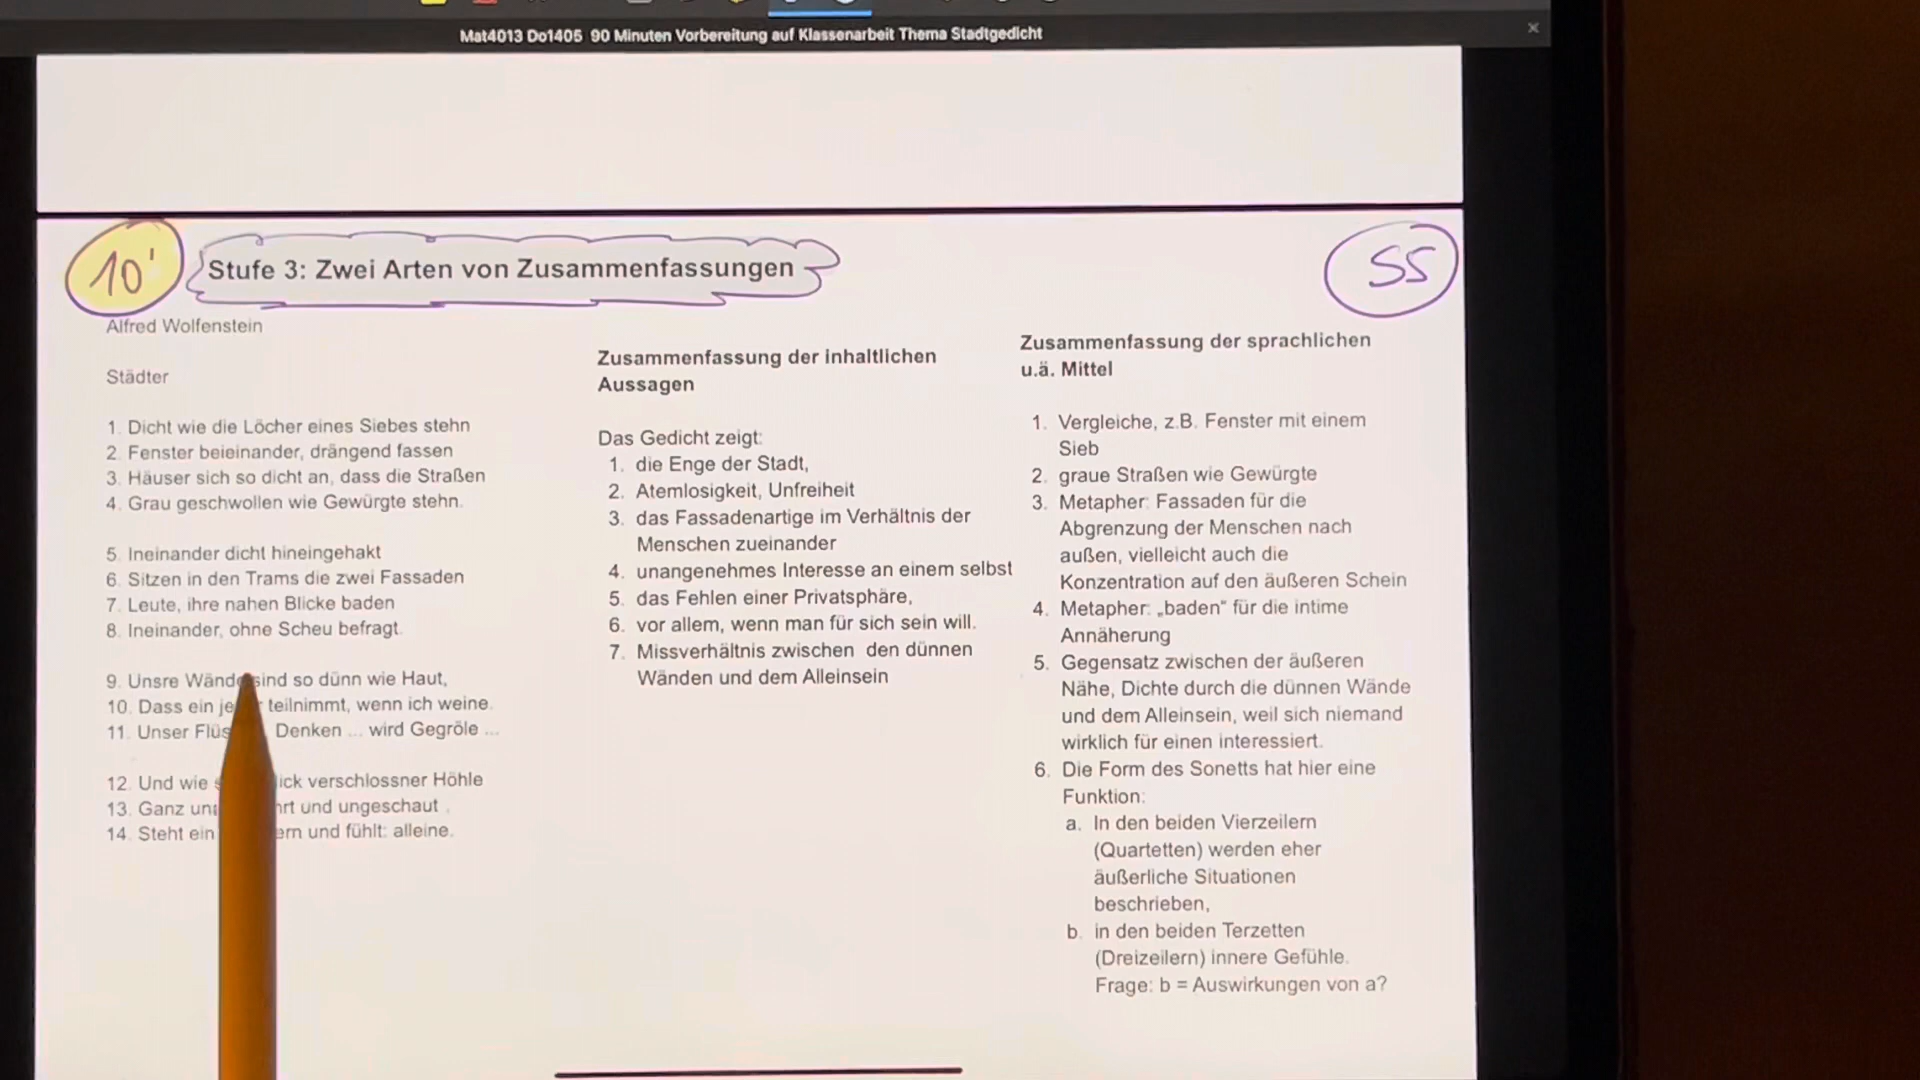 Mat4013 Do1405 90 Minuten Vorbereitung auf Klassenarbeit Thema Stadtgedicht
10'
Stufe 3: Zwei Arten von Zusammenfassungen
55
Alfred Wolfenstein
Städter
1. Dicht wie die Löcher eines Siebes stehn
2. Fenster beieinander, drängend fassen
3. Häuser sich so dicht an, dass die Straßen
4. Grau geschwollen wie Gewürgte stehn.
5. Ineinander dicht hineingehakt
6. Sitzen in den Trams die zwei Fassaden
7. Leute, ihre nahen Blicke baden
8. Ineinander, ohne Scheu befragt.
9. Unsre Wände sind so dünn wie Haut,
10. Dass ein teilnimmt, wenn ich weine.
11. Unser Denken ... wird Gegröle ...
12. Und wie verschlossner Höhle
13. Ganz und ungeschaut
14. Steht ein und fühlt: alleine.
Zusammenfassung der inhaltlichen
Aussagen
Das Gedicht zeigt:
1. die Enge der Stadt,
2. Atemlosigkeit, Unfreiheit
3. das Fassadenartige im Verhältnis der
Menschen zueinander
4. unangenehmes Interesse an einem selbst
5. das Fehlen einer Privatsphäre,
6. vor allem, wenn man für sich sein will.
7. Missverhältnis zwischen den dünnen
Wänden und dem Alleinsein
Zusammenfassung der sprachlichen
u.ä. Mittel
1. Vergleiche, z.B. Fenster mit einem
Sieb
2. graue Straßen wie Gewürgte
3. Metapher: Fassaden für die
Abgrenzung der Menschen nach
außen, vielleicht auch die
Konzentration auf den äußeren Schein
4. Metapher: „baden“ für die intime
Annäherung
5. Gegensatz zwischen der äußeren
Nähe, Dichte durch die dünnen Wände
und dem Alleinsein, weil sich niemand
wirklich für einen interessiert.
6. Die Form des Sonetts hat hier eine
Funktion:
a. In den beiden Vierzeilern
(Quartetten) werden eher
äußerliche Situationen
beschrieben,
b. in den beiden Terzetten
(Dreizeilern) innere Gefühle.
Frage: b = Auswirkungen von a?